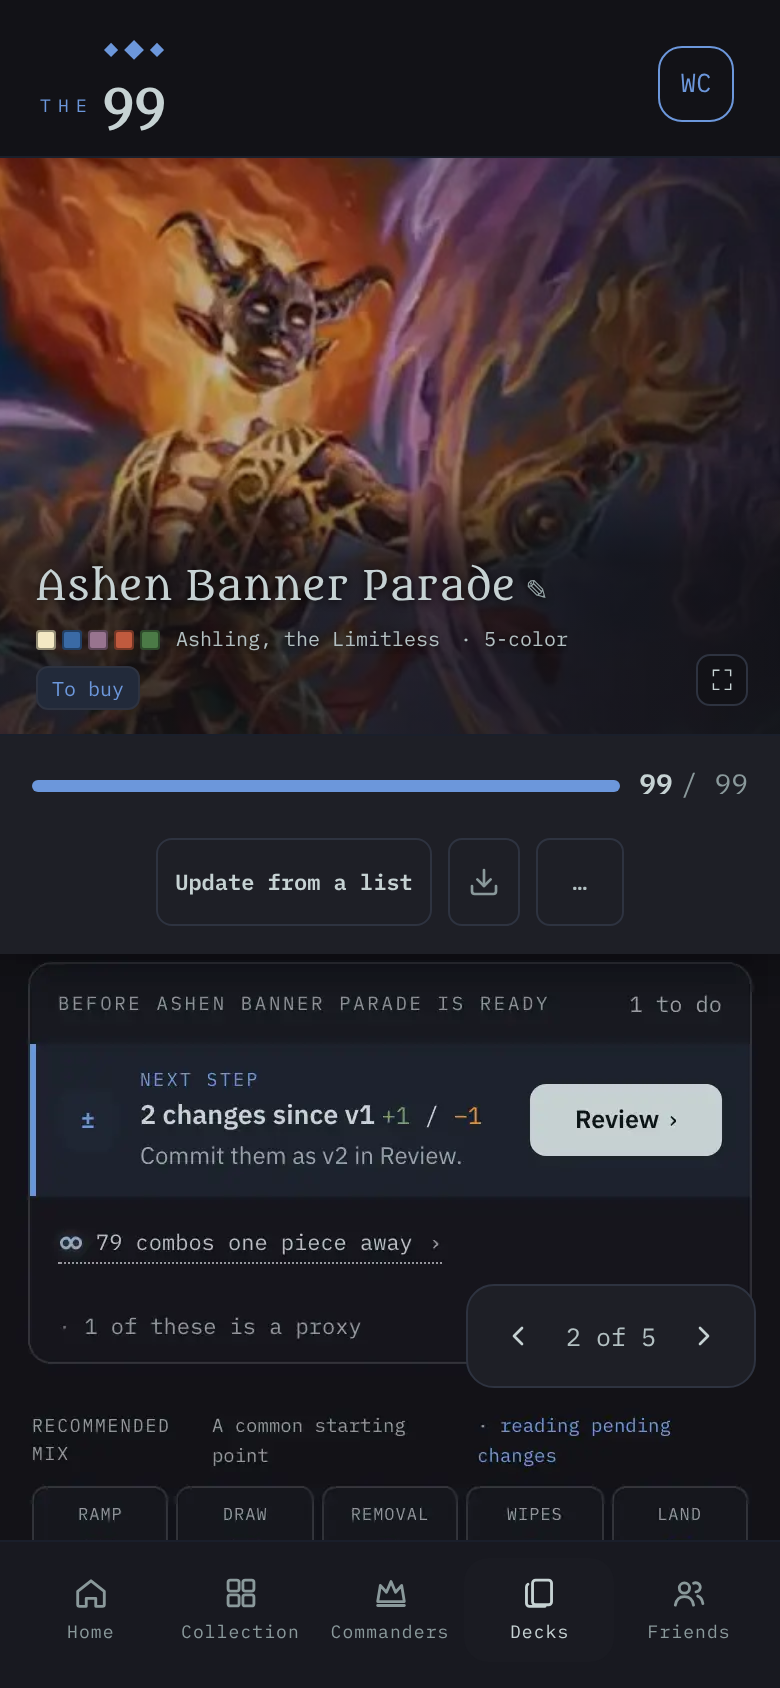 THE 99
WC
Ashen Banner Parade ✎
Ashling, the Limitless · 5-color
To buy
99 / 99
Update from a list
…
BEFORE ASHEN BANNER PARADE IS READY 1 to do
NEXT STEP
± 2 changes since v1 +1 / −1
Review ›
Commit them as v2 in Review.
∞ 79 combos one piece away ›
· 1 of these is a proxy
2 of 5
RECOMMENDED A common starting · reading pending
MIX point changes
RAMP DRAW REMOVAL WIPES LAND
Home Collection Commanders Decks Friends